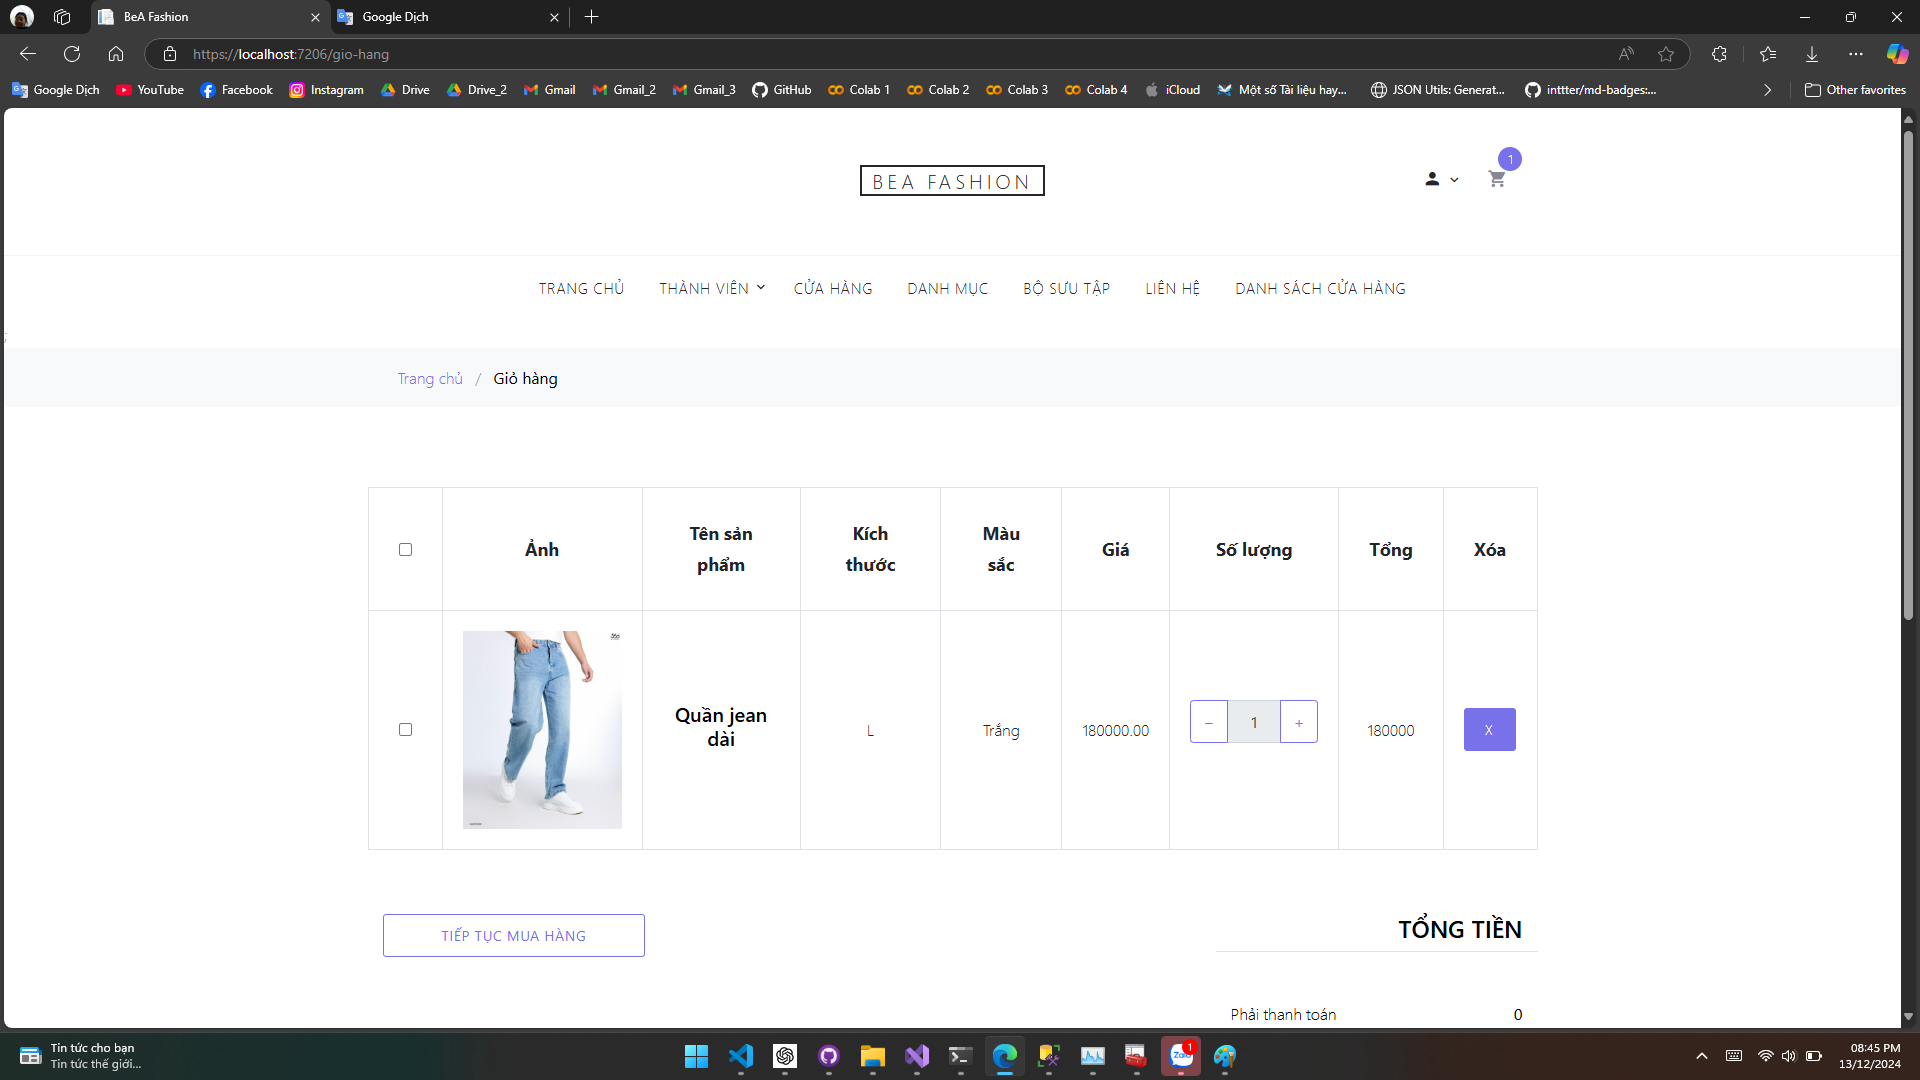 BeA Fashion
Google Dịch
https://localhost:7206/gio-hang
Google Dịch
YouTube
Facebook
Instagram
Drive
Drive_2
Gmail
Gmail_2
Gmail_3
GitHub
Colab 1
Colab 2
Colab 3
Colab 4
iCloud
Một số Tài liệu hay...
JSON Utils: Generat...
inttter/md-badges:...
Other favorites
BEA FASHION
1
TRANG CHỦ
THÀNH VIÊN
CỬA HÀNG
DANH MỤC
BỘ SƯU TẬP
LIÊN HỆ
DANH SÁCH CỬA HÀNG
;
Trang chủ / Giỏ hàng
Ảnh
Tên sản
phẩm
Kích
thước
Màu
sắc
Giá
Số lượng
Tổng
Xóa
Quần jean
dài
L
Trắng
180000.00
− 1 +
180000
X
TIẾP TỤC MUA HÀNG
TỔNG TIỀN
Phải thanh toán 0
Tin tức cho bạn
Tin tức thế giới...
Zalo
1
08:45 PM
13/12/2024